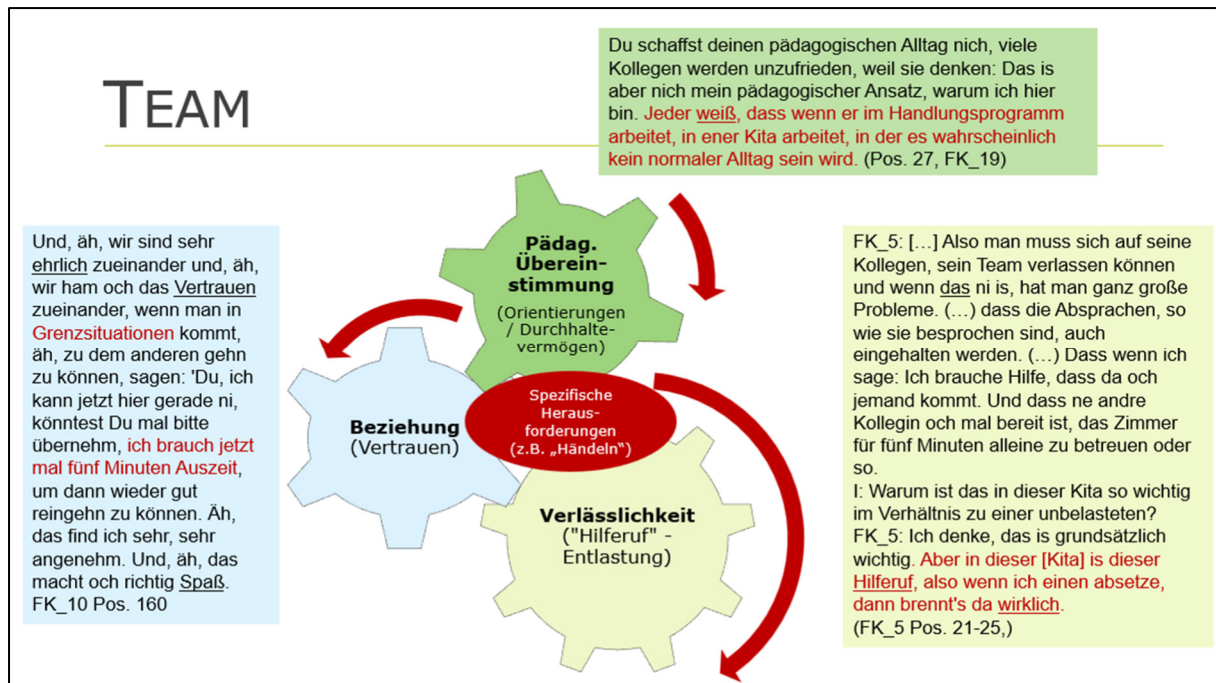 TEAM
Du schaffst deinen pädagogischen Alltag nich, viele
Kollegen werden unzufrieden, weil sie denken: Das is
aber nich mein pädagogischer Ansatz, warum ich hier
bin. Jeder weiß, dass wenn er im Handlungsprogramm
arbeitet, in ener Kita arbeitet, in der es wahrscheinlich
kein normaler Alltag sein wird. (Pos. 27, FK_19)
Und, äh, wir sind sehr
ehrlich zueinander und, äh,
wir ham och das Vertrauen
zueinander, wenn man in
Grenzsituationen kommt,
äh, zu dem anderen gehn
zu können, sagen: 'Du, ich
kann jetzt hier gerade ni,
könntest Du mal bitte
übernehm, ich brauch jetzt
mal fünf Minuten Auszeit,
um dann wieder gut
reingehn zu können. Äh,
das find ich sehr, sehr
angenehm. Und, äh, das
macht och richtig Spaß.
FK_10 Pos. 160
Pädag.
Überein-
stimmung
(Orientierungen
/ Durchhalte-
vermögen)
Beziehung
(Vertrauen)
Spezifische
Heraus-
forderungen
(z.B. „Händeln“)
Verlässlichkeit
("Hilferuf" -
Entlastung)
FK_5: […] Also man muss sich auf seine
Kollegen, sein Team verlassen können
und wenn das ni is, hat man ganz große
Probleme. (…) dass die Absprachen, so
wie sie besprochen sind, auch
eingehalten werden. (…) Dass wenn ich
sage: Ich brauche Hilfe, dass da och
jemand kommt. Und dass ne andre
Kollegin och mal bereit ist, das Zimmer
für fünf Minuten alleine zu betreuen oder
so.
I: Warum ist das in dieser Kita so wichtig
im Verhältnis zu einer unbelasteten?
FK_5: Ich denke, das is grundsätzlich
wichtig. Aber in dieser [Kita] is dieser
Hilferuf, also wenn ich einen absetze,
dann brennt's da wirklich.
(FK_5 Pos. 21-25,)